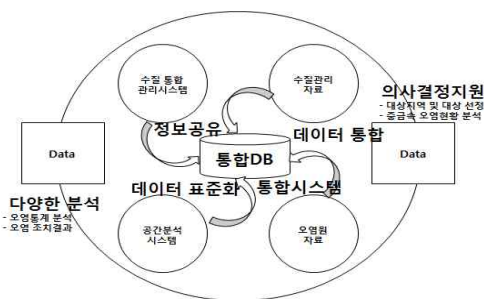 수질 통합
관리시스템
수질관리
자료
의사결정지원
- 대상지역 및 대상 선정
- 중금속 오염현황 분석
정보공유
데이터 통합
Data
통합DB
Data
데이터 표준화
통합시스템
다양한 분석
- 오염통계 분석
- 오염 조치결과
공간분석
시스템
오염원
자료